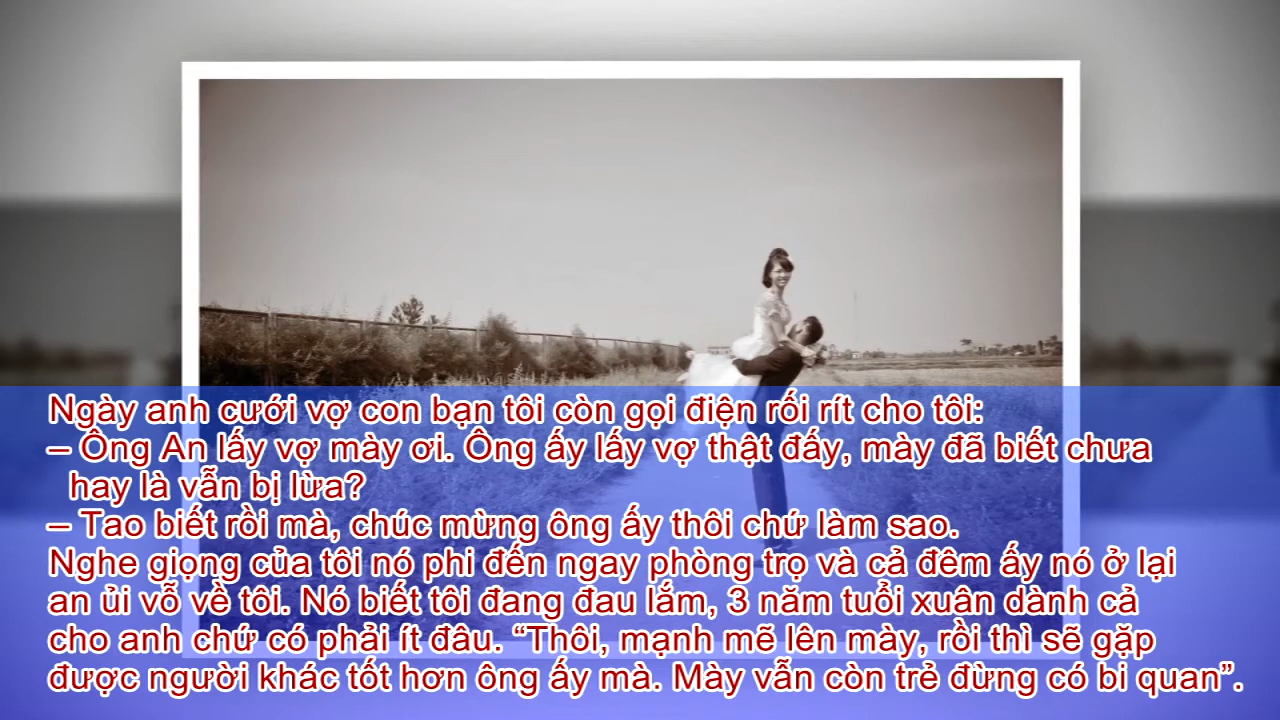 Ngày anh cưới vợ con bạn tôi còn gọi điện rối rít cho tôi:
– Ông An lấy vợ mày ơi. Ông ấy lấy vợ thật đấy, mày đã biết chưa
hay là vẫn bị lừa?
– Tao biết rồi mà, chúc mừng ông ấy thôi chứ làm sao.
Nghe giọng của tôi nó phi đến ngay phòng trọ và cả đêm ấy nó ở lại
an ủi vỗ về tôi. Nó biết tôi đang đau lắm, 3 năm tuổi xuân dành cả
cho anh chứ có phải ít đâu. “Thôi, mạnh mẽ lên mày, rồi thì sẽ gặp
được người khác tốt hơn ông ấy mà. Mày vẫn còn trẻ đừng có bi quan”.